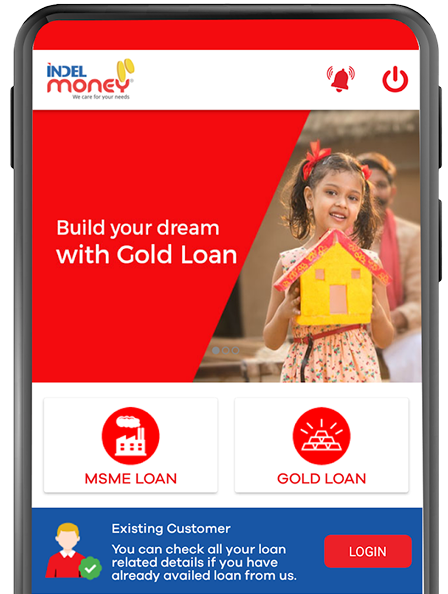 INDEL
money
We care for your needs
Build your dream
with Gold Loan
MSME LOAN
GOLD LOAN
Existing Customer
You can check all your loan
related details if you have
already availed loan from us.
LOGIN